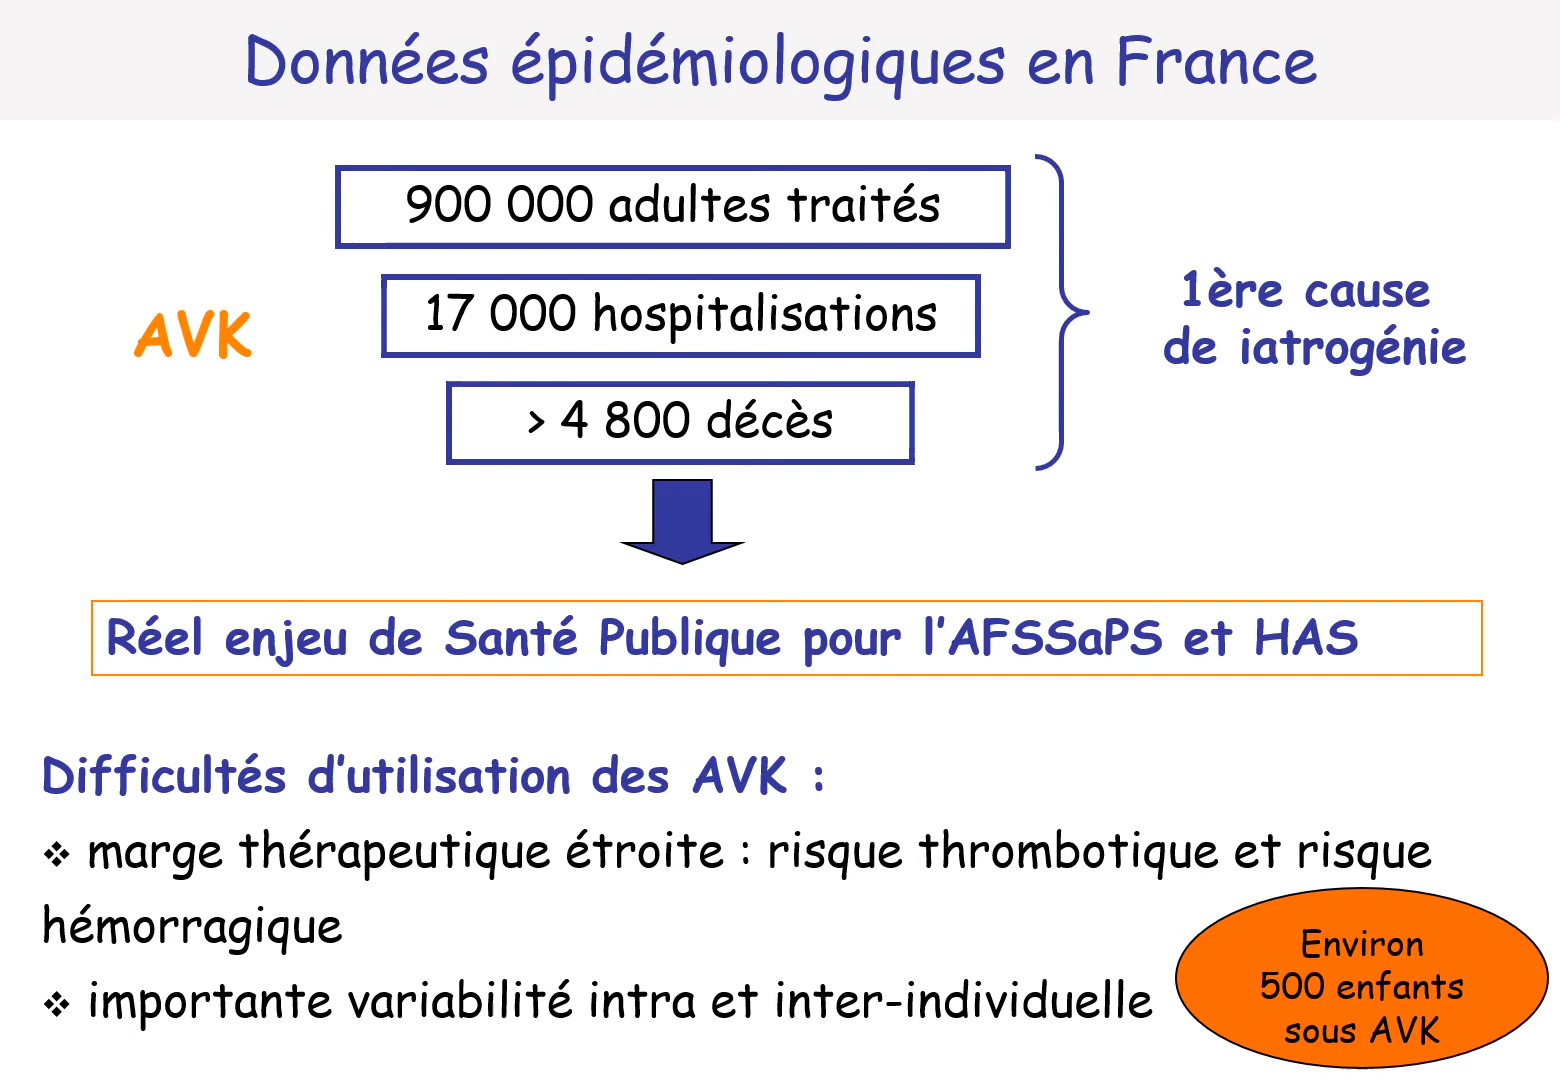 Données épidémiologiques en France
900 000 adultes traités
17 000 hospitalisations
> 4 800 décès
AVK
1ère cause
de iatrogénie
Réel enjeu de Santé Publique pour l'AFSSaPS et HAS
Difficultés d'utilisation des AVK :
❖ marge thérapeutique étroite : risque thrombotique et risque
hémorragique
❖ importante variabilité intra et inter-individuelle
Environ
500 enfants
sous AVK